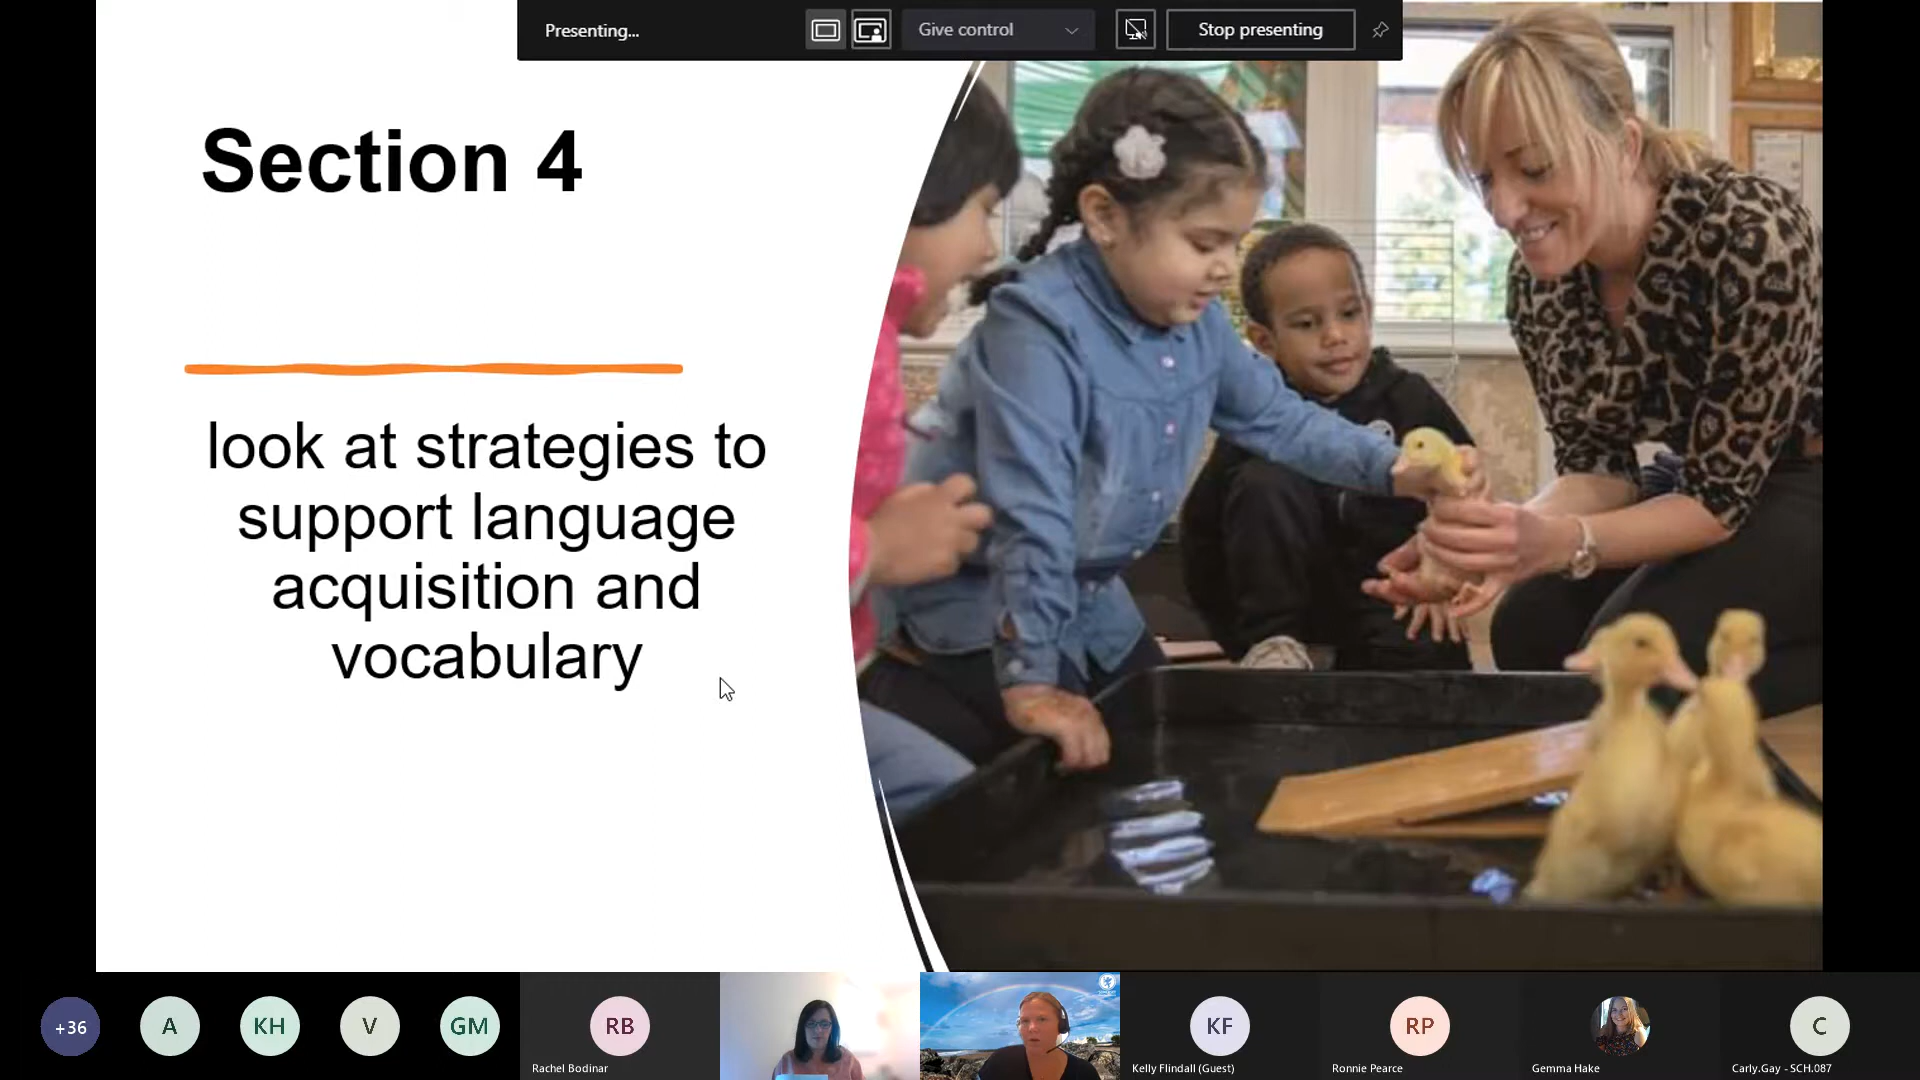 Presenting...
Give control
Stop presenting
Section 4
look at strategies to
support language
acquisition and
vocabulary
+36
A
KH
V
GM
RB
Rachel Bodinar
KF
Kelly Flindall (Guest)
RP
Ronnie Pearce
Gemma Hake
C
Carly.Gay - SCH.087